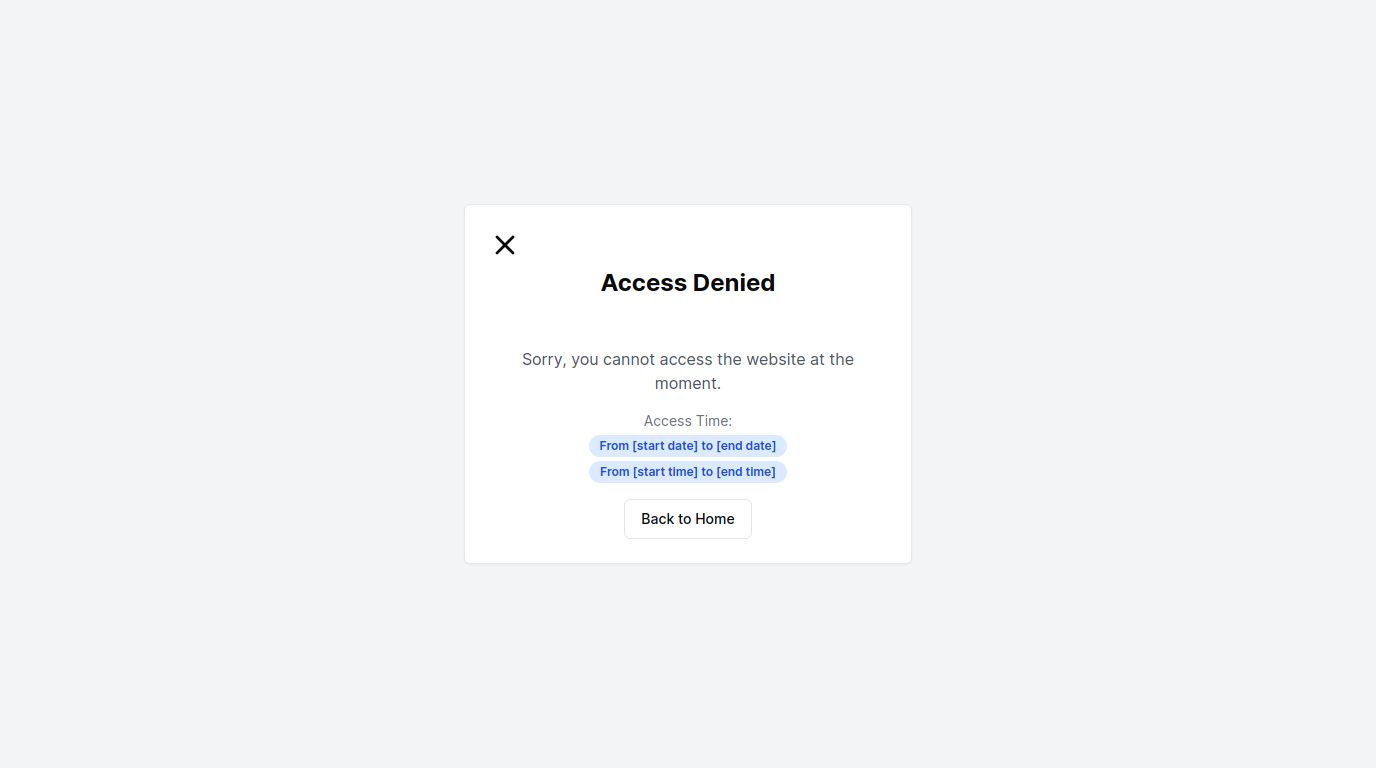 Access Denied
Sorry, you cannot access the website at the
moment.
Access Time:
From [start date] to [end date]
From [start time] to [end time]
Back to Home